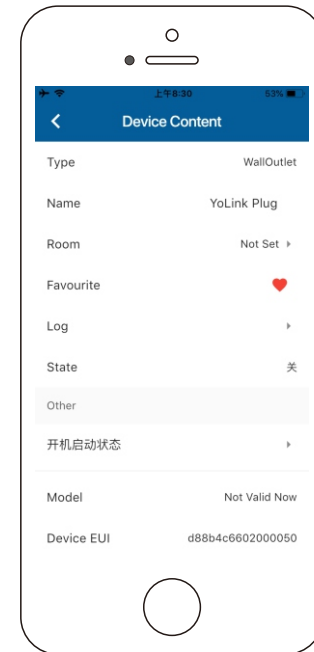 上午8:30 53%
Device Content
Type WallOutlet
Name YoLink Plug
Room Not Set
Favourite
Log
State 关
Other
开机启动状态
Model Not Valid Now
Device EUI d88b4c6602000050